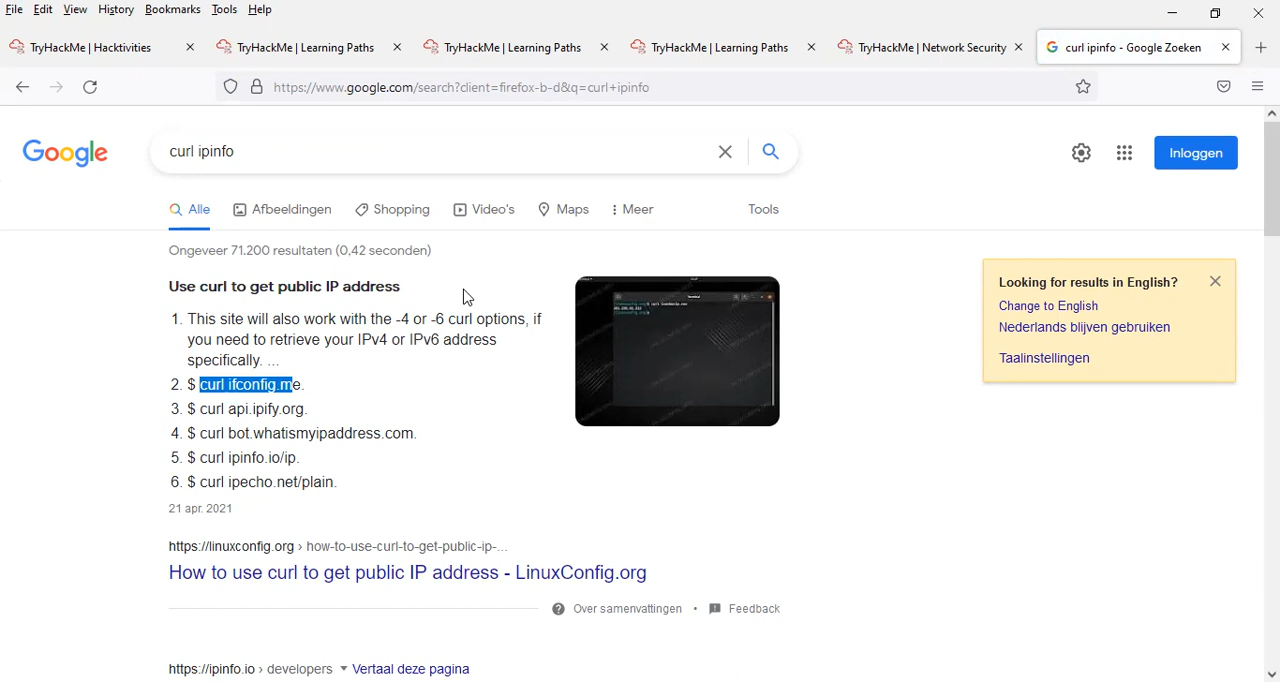 File Edit View History Bookmarks Tools Help
TryHackMe | Hacktivities
TryHackMe | Learning Paths
TryHackMe | Learning Paths
TryHackMe | Learning Paths
TryHackMe | Network Security
curl ipinfo - Google Zoeken
https://www.google.com/search?client=firefox-b-d&q=curl+ipinfo
Google
curl ipinfo
Inloggen
Alle Afbeeldingen Shopping Video's Maps Meer Tools
Ongeveer 71.200 resultaten (0,42 seconden)
Use curl to get public IP address
1. This site will also work with the -4 or -6 curl options, if
you need to retrieve your IPv4 or IPv6 address
specifically. ...
2. $ curl ifconfig.me.
3. $ curl api.ipify.org.
4. $ curl bot.whatismyipaddress.com.
5. $ curl ipinfo.io/ip.
6. $ curl ipecho.net/plain.
21 apr. 2021
https://linuxconfig.org › how-to-use-curl-to-get-public-ip-...
How to use curl to get public IP address - LinuxConfig.org
Over samenvattingen • Feedback
https://ipinfo.io › developers Vertaal deze pagina
Looking for results in English?
Change to English
Nederlands blijven gebruiken
Taalinstellingen